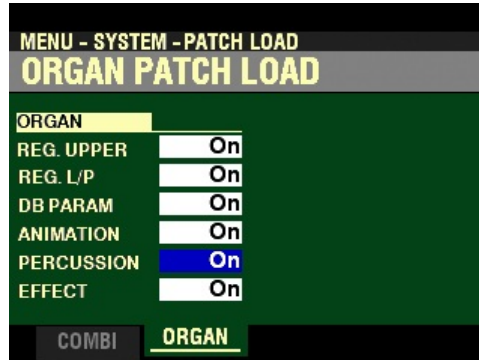 MENU - SYSTEM - PATCH LOAD
ORGAN PATCH LOAD
ORGAN
REG. UPPER On
REG. L/P On
DB PARAM On
ANIMATION On
PERCUSSION On
EFFECT On
COMBI ORGAN